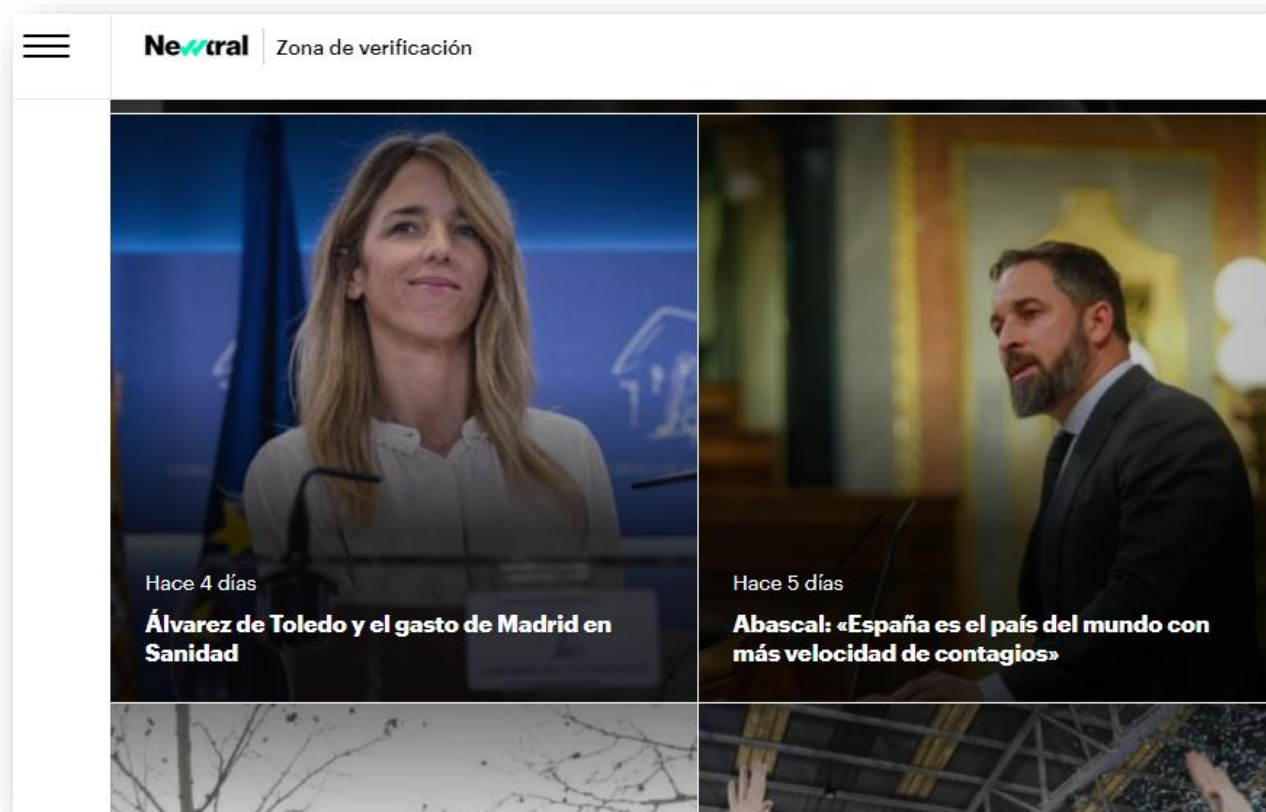 Newtral Zona de verificación
Hace 4 días
Álvarez de Toledo y el gasto de Madrid en
Sanidad
Hace 5 días
Abascal: «España es el país del mundo con
más velocidad de contagios»